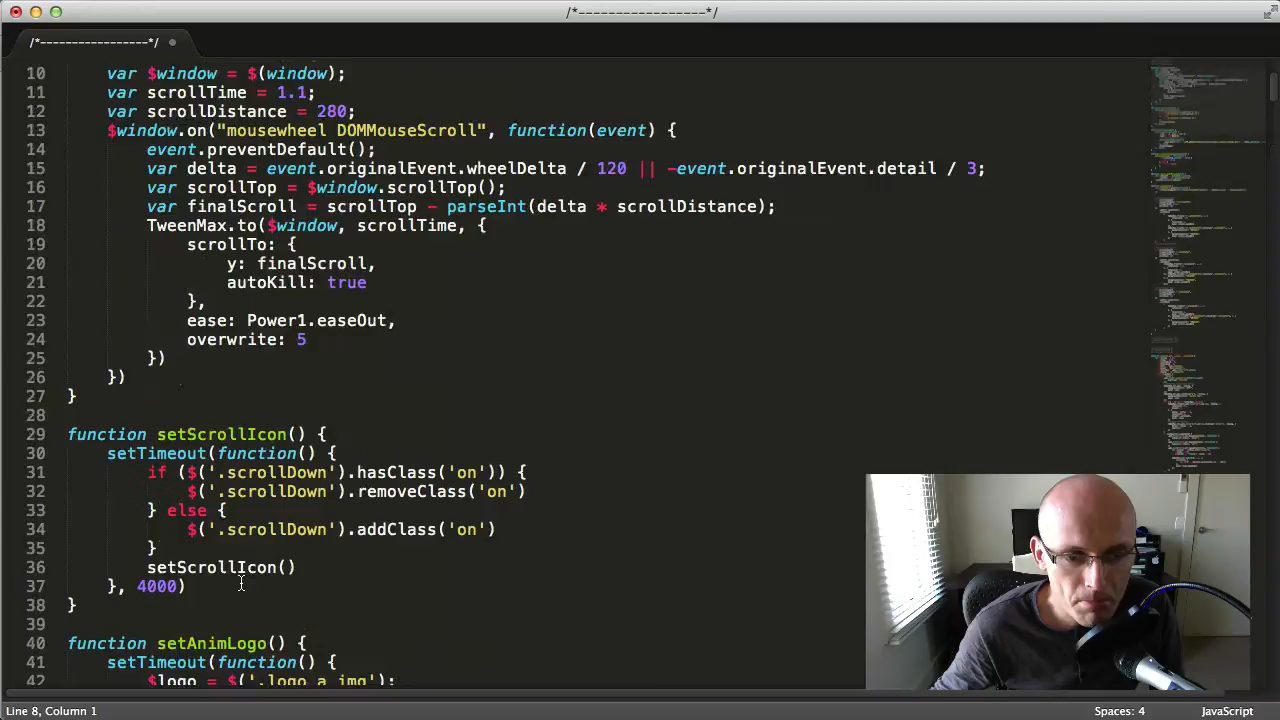 /*-----------------*/
/*-----------------*/
10 var $window = $(window);
11 var scrollTime = 1.1;
12 var scrollDistance = 280;
13 $window.on("mousewheel DOMMouseScroll", function(event) {
14 event.preventDefault();
15 var delta = event.originalEvent.wheelDelta / 120 || -event.originalEvent.detail / 3;
16 var scrollTop = $window.scrollTop();
17 var finalScroll = scrollTop - parseInt(delta * scrollDistance);
18 TweenMax.to($window, scrollTime, {
19 scrollTo: {
20 y: finalScroll,
21 autoKill: true
22 },
23 ease: Power1.easeOut,
24 overwrite: 5
25 })
26 })
27 }
28
29 function setScrollIcon() {
30 setTimeout(function() {
31 if ($('.scrollDown').hasClass('on')) {
32 $('.scrollDown').removeClass('on')
33 } else {
34 $('.scrollDown').addClass('on')
35 }
36 setScrollIcon()
37 }, 4000)
38 }
39
40 function setAnimLogo() {
41 setTimeout(function() {
42 $logo = $('.logo a img');
Line 8, Column 1
Spaces: 4
JavaScript